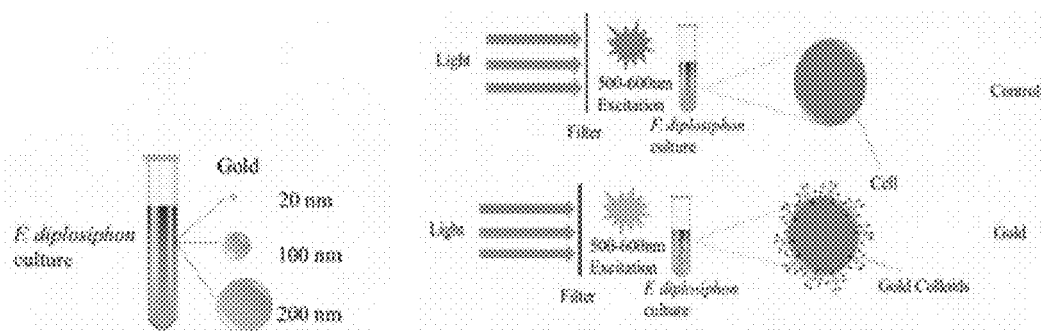 Gold
20 nm
F. diplosiphon
culture
100 nm
200 nm
Light
500-600nm
Excitation
Filter
F. diplosiphon
culture
Control
Cell
Light
500-600nm
Excitation
Filter
F. diplosiphon
culture
Gold
Gold Colloids